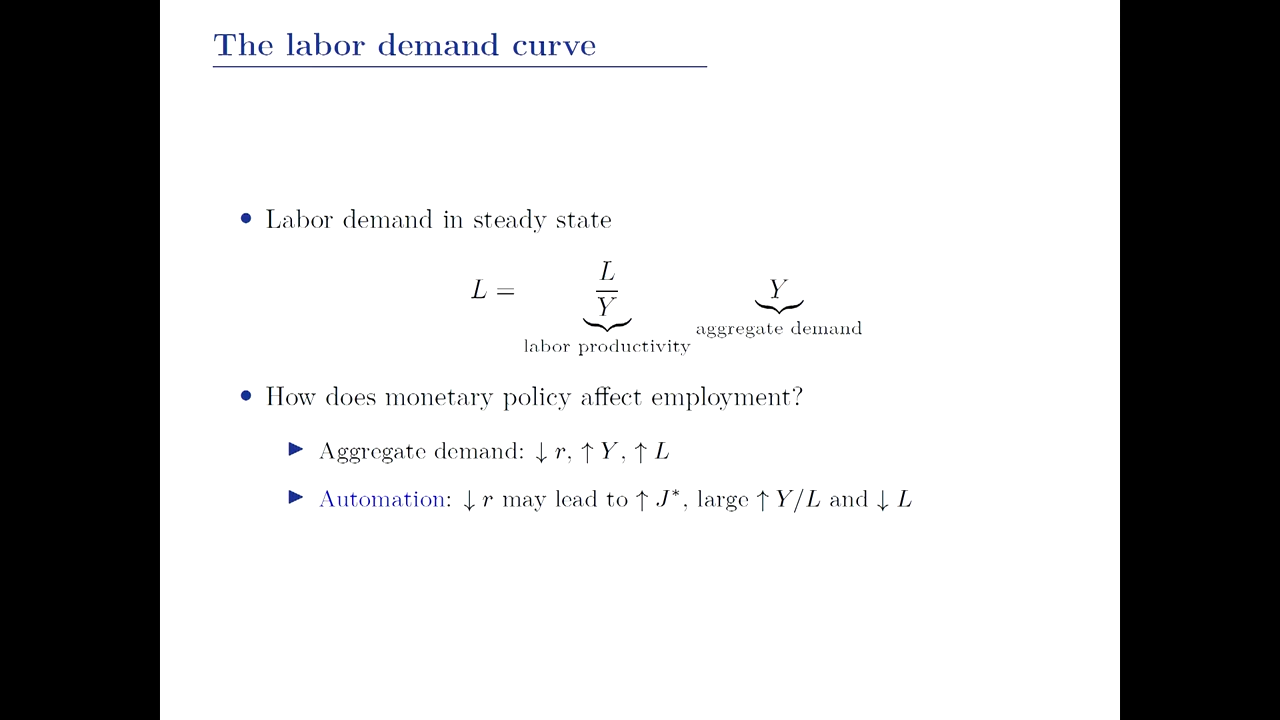 The labor demand curve
• Labor demand in steady state
L = L/Y Y
labor productivity aggregate demand
• How does monetary policy affect employment?
▶ Aggregate demand: ↓ r, ↑ Y, ↑ L
▶ Automation: ↓ r may lead to ↑ J*, large ↑ Y/L and ↓ L